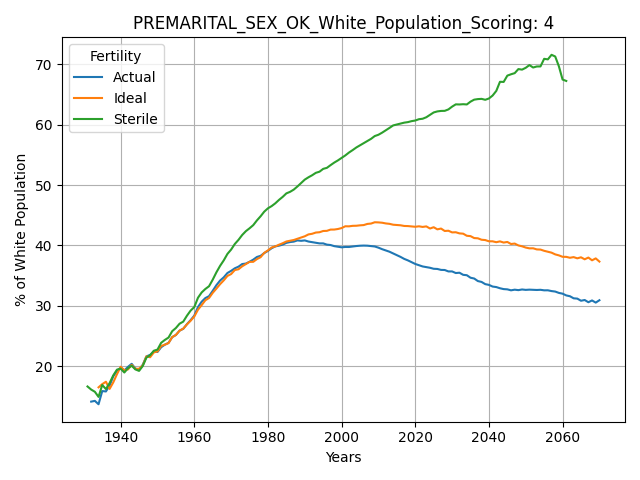 PREMARITAL_SEX_OK_White_Population_Scoring: 4
Fertility
Actual
Ideal
Sterile
% of White Population
70
60
50
40
30
20
1940 1960 1980 2000 2020 2040 2060
Years